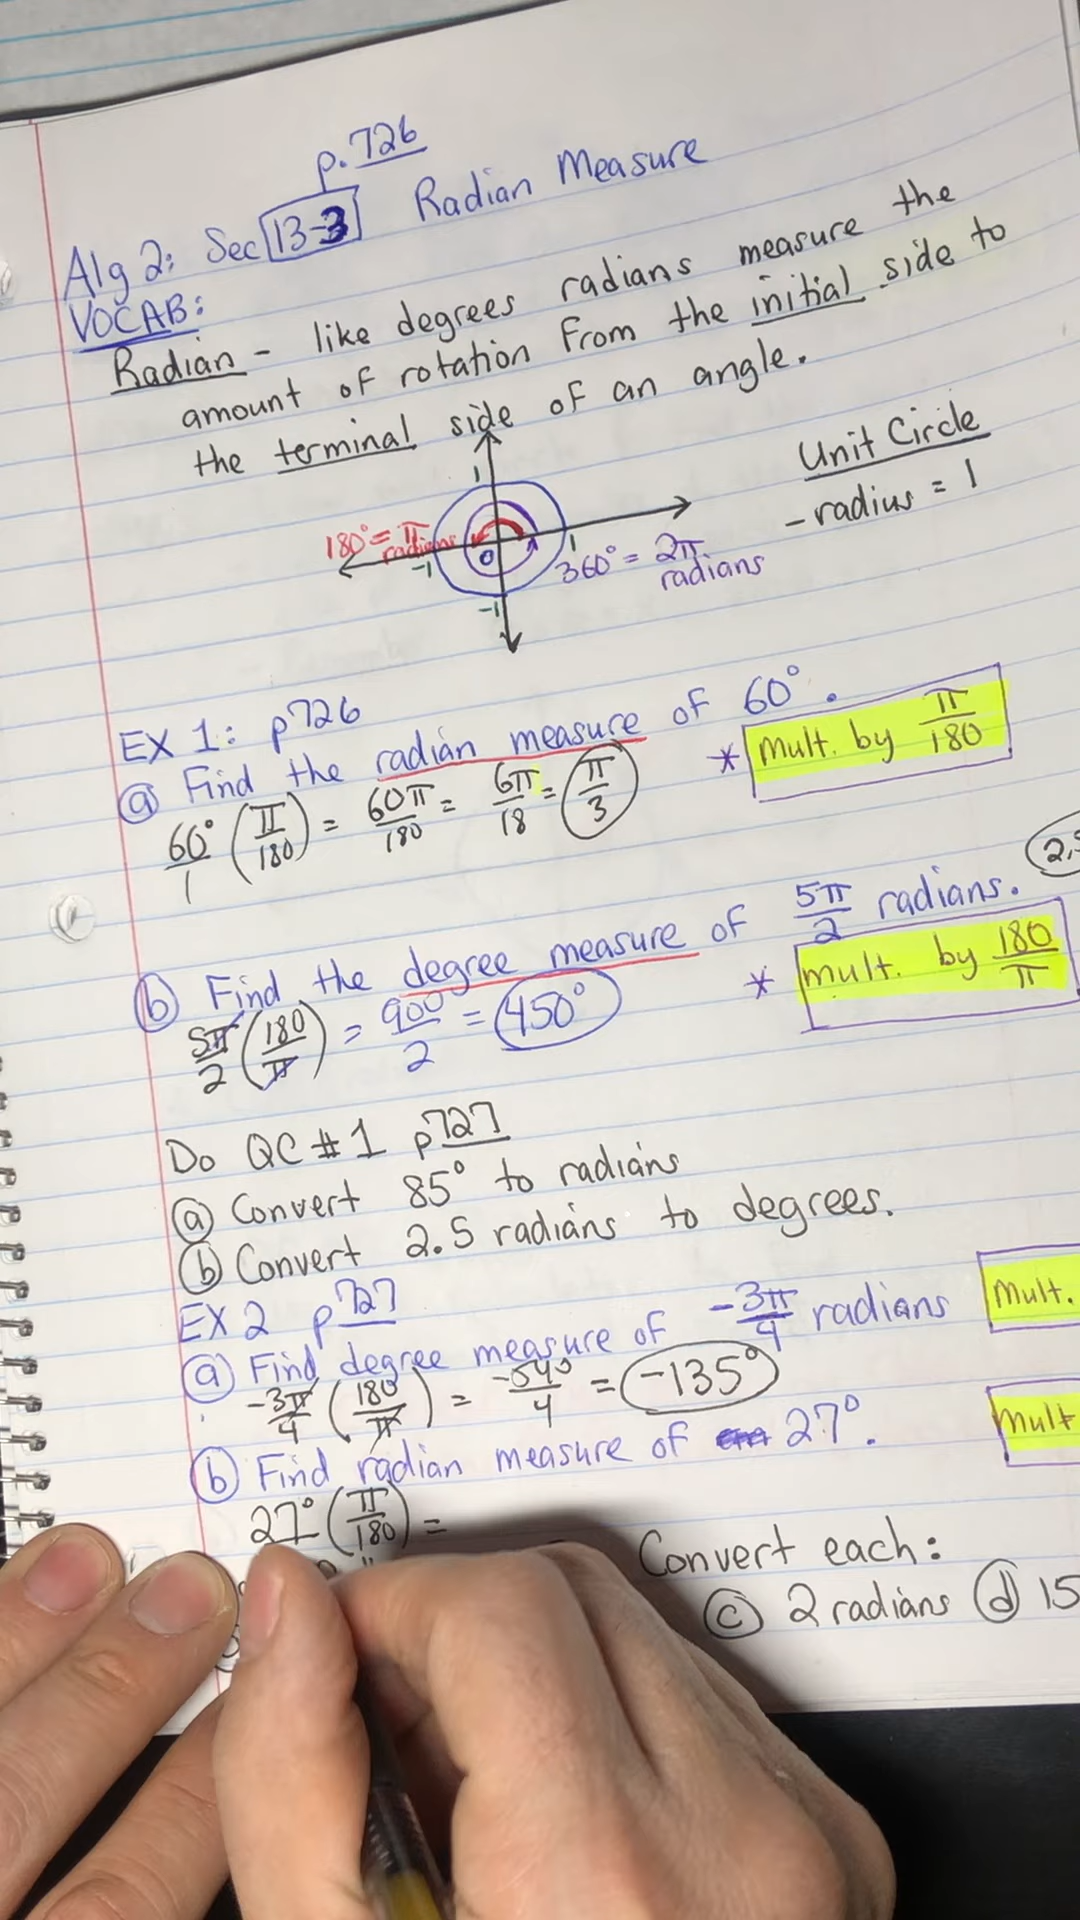 p.726
Alg 2: Sec 13-3 Radian Measure
VOCAB:
Radian - like degrees radians measure the
amount of rotation from the initial side to
the terminal side of an angle.
Unit Circle
- radius = 1
1
180° = π
radians
-1
0
1
360° = 2π
radians
-1
EX 1: p726
(a) Find the radian measure of 60°.
* mult. by π/180
60°/1 (π/180) = 60π/180 = 6π/18 = π/3
(b) Find the degree measure of 5π/2 radians.
* mult. by 180/π
5π/2 (180/π) = 900/2 = 450°
Do QC #1 p727
(a) Convert 85° to radians
(b) Convert 2.5 radians to degrees.
EX 2 p727
(a) Find degree measure of -3π/4 radians
mult.
-3π/4 (180/π) = -540/4 = -135°
(b) Find radian measure of 27°.
mult
27° (π/180) =
Convert each:
(c) 2 radians (d) 15